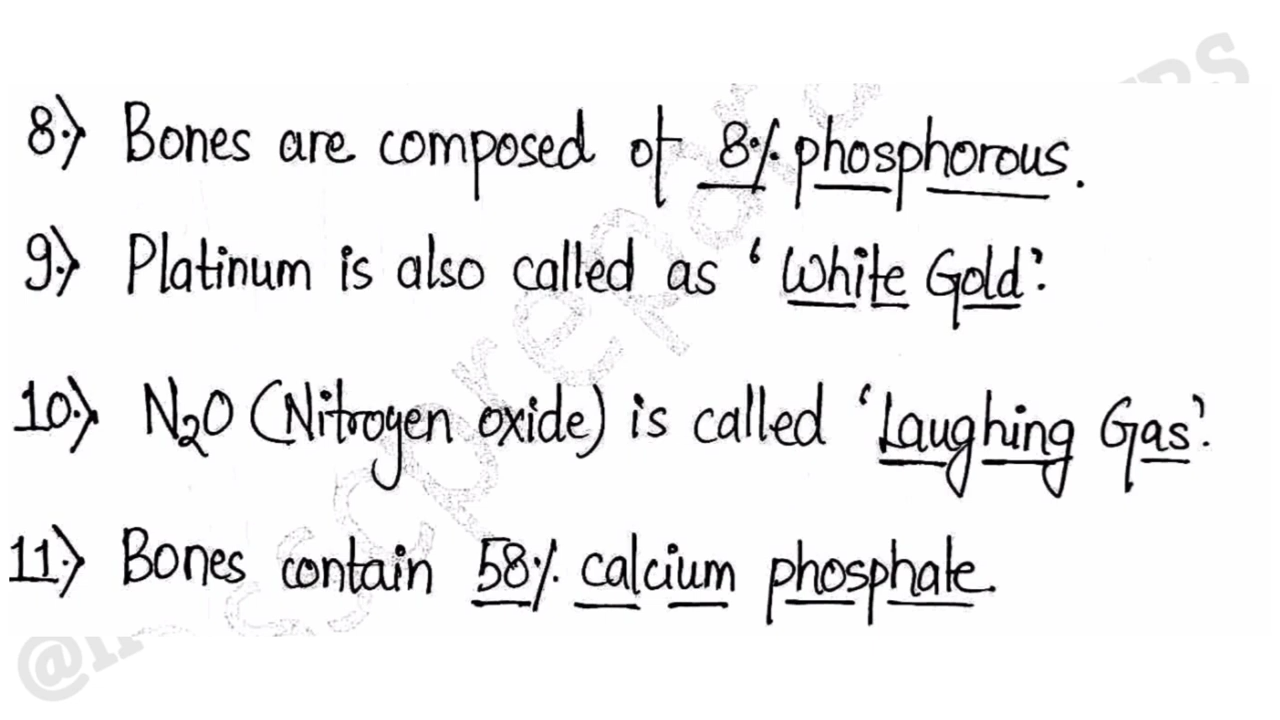 8.) Bones are composed of 8% phosphorous.
9.) Platinum is also called as ‘White Gold’.
10.) N₂O (Nitrogen oxide) is called ‘Laughing Gas’.
11.) Bones contain 58% calcium phosphate.